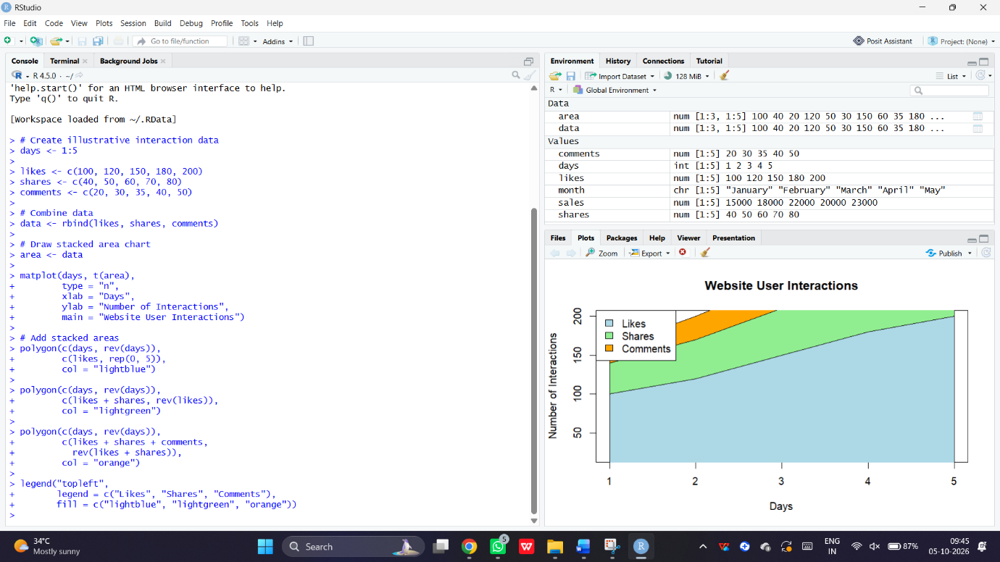 RStudio
File Edit Code View Plots Session Build Debug Profile Tools Help
Go to file/function Addins Posit Assistant Project: (None)
Console Terminal Background Jobs
R 4.5.0 · ~/
'help.start()' for an HTML browser interface to help.
Type 'q()' to quit R.
[Workspace loaded from ~/.RData]
> # Create illustrative interaction data
> days <- 1:5
>
> likes <- c(100, 120, 150, 180, 200)
> shares <- c(40, 50, 60, 70, 80)
> comments <- c(20, 30, 35, 40, 50)
>
> # Combine data
> data <- rbind(likes, shares, comments)
>
> # Draw stacked area chart
> area <- data
>
> matplot(days, t(area),
+         type = "n",
+         xlab = "Days",
+         ylab = "Number of Interactions",
+         main = "Website User Interactions")
>
> # Add stacked areas
> polygon(c(days, rev(days)),
+         c(likes, rep(0, 5)),
+         col = "lightblue")
>
> polygon(c(days, rev(days)),
+         c(likes + shares, rev(likes)),
+         col = "lightgreen")
>
> polygon(c(days, rev(days)),
+         c(likes + shares + comments,
+           rev(likes + shares)),
+         col = "orange")
>
> legend("topleft",
+        legend = c("Likes", "Shares", "Comments"),
+        fill = c("lightblue", "lightgreen", "orange"))
>
Environment History Connections Tutorial
Import Dataset 128 MiB List
R Global Environment
Data
area num [1:3, 1:5] 100 40 20 120 50 30 150 60 35 180 ...
data num [1:3, 1:5] 100 40 20 120 50 30 150 60 35 180 ...
Values
comments num [1:5] 20 30 35 40 50
days int [1:5] 1 2 3 4 5
likes num [1:5] 100 120 150 180 200
month chr [1:5] "January" "February" "March" "April" "May"
sales num [1:5] 15000 18000 22000 20000 23000
shares num [1:5] 40 50 60 70 80
Files Plots Packages Help Viewer Presentation
Zoom Export Publish
Website User Interactions
Number of Interactions
200
150
100
50
Likes
Shares
Comments
1 2 3 4 5
Days
34°C
Mostly sunny
Search
5
ENG
IN
87%
09:45
05-10-2026